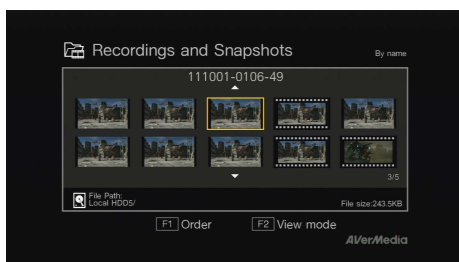 Recordings and Snapshots
By name
111001-0106-49
3/5
File Path:
Local HDD5/
File size:243.5KB
F1 Order
F2 View mode
AVerMedia